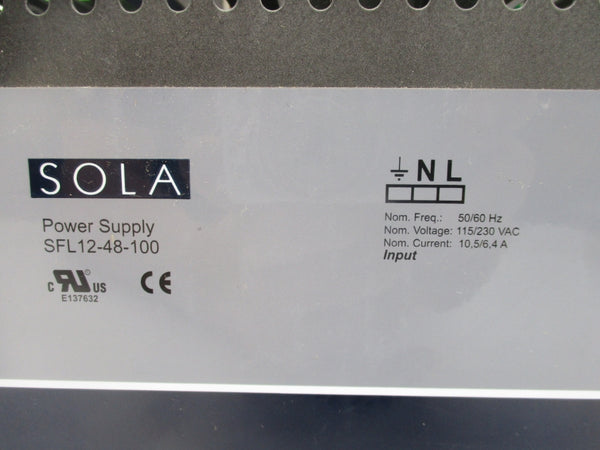 SOLA
Power Supply
SFL12-48-100
c RU US
E137632
CE
N L
Nom. Freq.: 50/60 Hz
Nom. Voltage: 115/230 VAC
Nom. Current: 10,5/6,4 A
Input